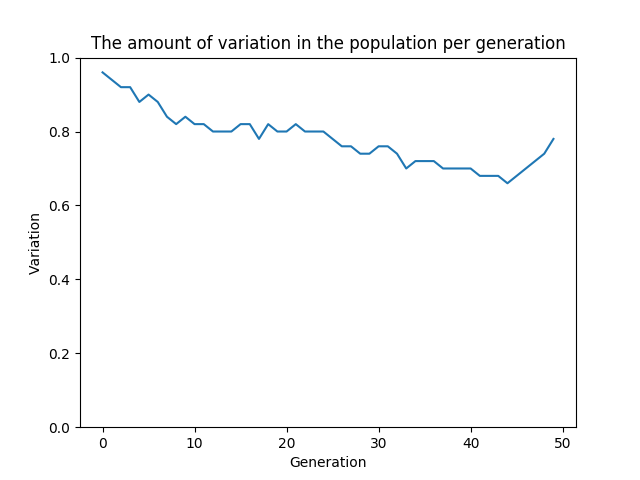 The amount of variation in the population per generation
1.0
0.8
0.6
0.4
0.2
0.0
Variation
0 10 20 30 40 50
Generation